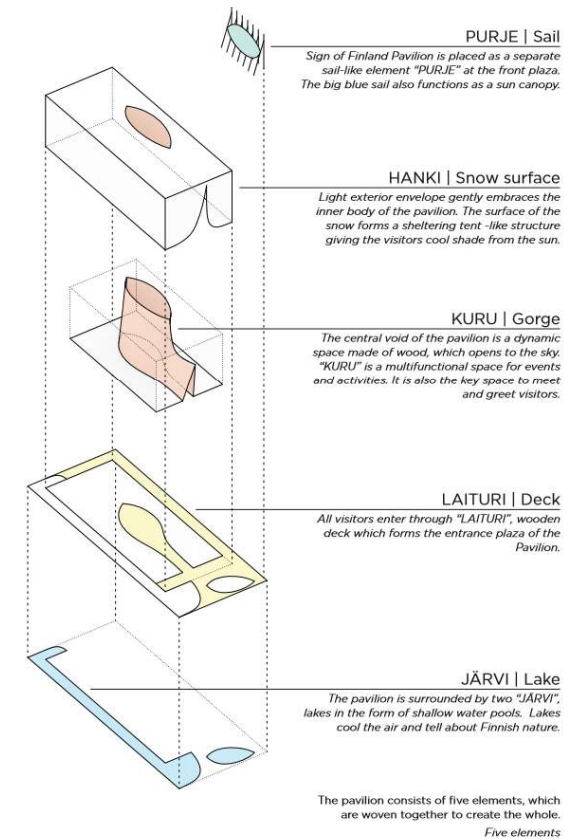 PURJE | Sail
Sign of Finland Pavilion is placed as a separate
sail-like element “PURJE” at the front plaza.
The big blue sail also functions as a sun canopy.
HANKI | Snow surface
Light exterior envelope gently embraces the
inner body of the pavilion. The surface of the
snow forms a sheltering tent -like structure
giving the visitors cool shade from the sun.
KURU | Gorge
The central void of the pavilion is a dynamic
space made of wood, which opens to the sky.
“KURU” is a multifunctional space for events
and activities. It is also the key space to meet
and greet visitors.
LAITURI | Deck
All visitors enter through “LAITURI”, wooden
deck which forms the entrance plaza of the
Pavilion.
JÄRVI | Lake
The pavilion is surrounded by two “JÄRVI”,
lakes in the form of shallow water pools. Lakes
cool the air and tell about Finnish nature.
The pavilion consists of five elements, which
are woven together to create the whole.
Five elements